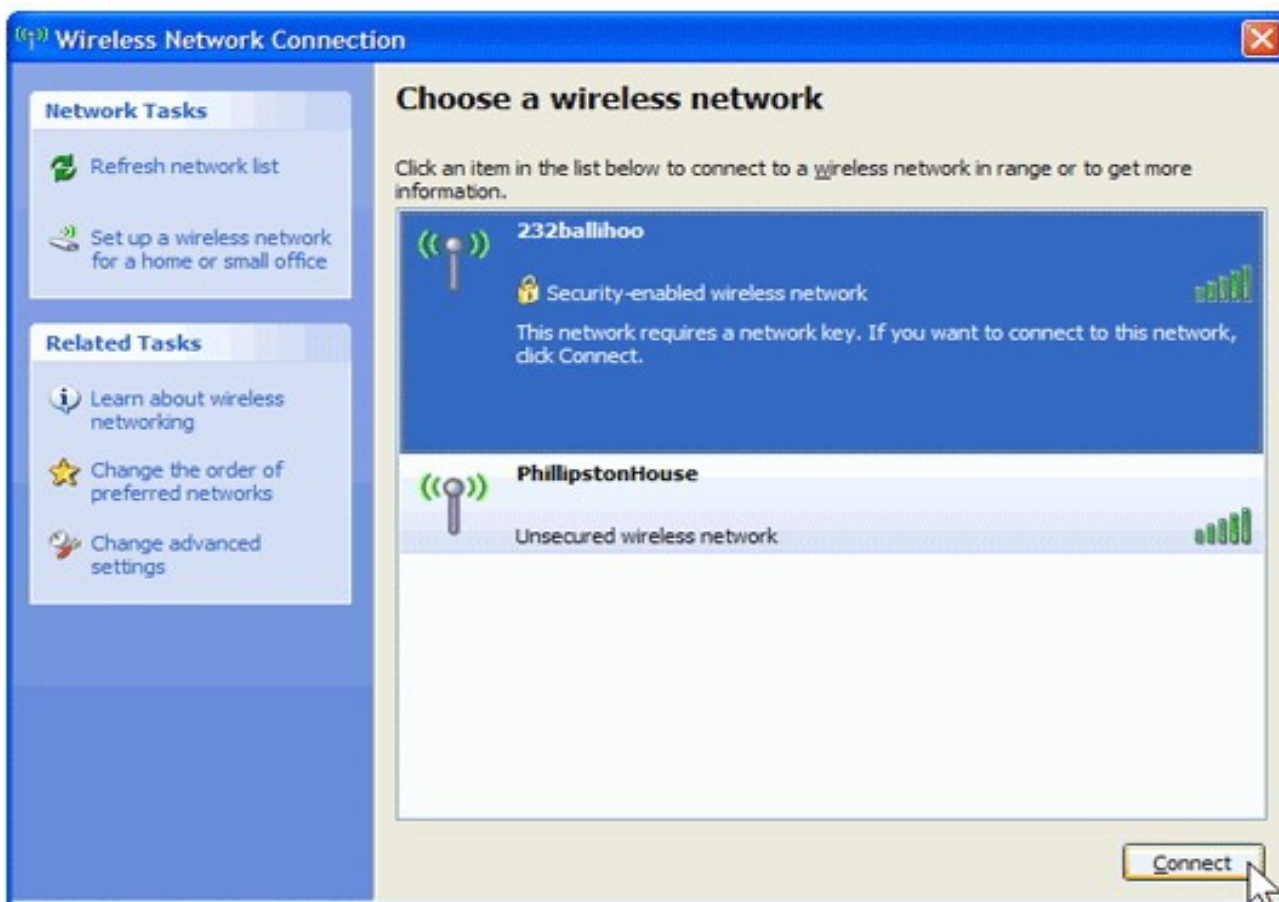 Wireless Network Connection
Network Tasks
Refresh network list
Set up a wireless network
for a home or small office
Related Tasks
Learn about wireless
networking
Change the order of
preferred networks
Change advanced
settings
Choose a wireless network
Click an item in the list below to connect to a wireless network in range or to get more
information.
232ballihoo
Security-enabled wireless network
This network requires a network key. If you want to connect to this network,
click Connect.
PhillipstonHouse
Unsecured wireless network
Connect